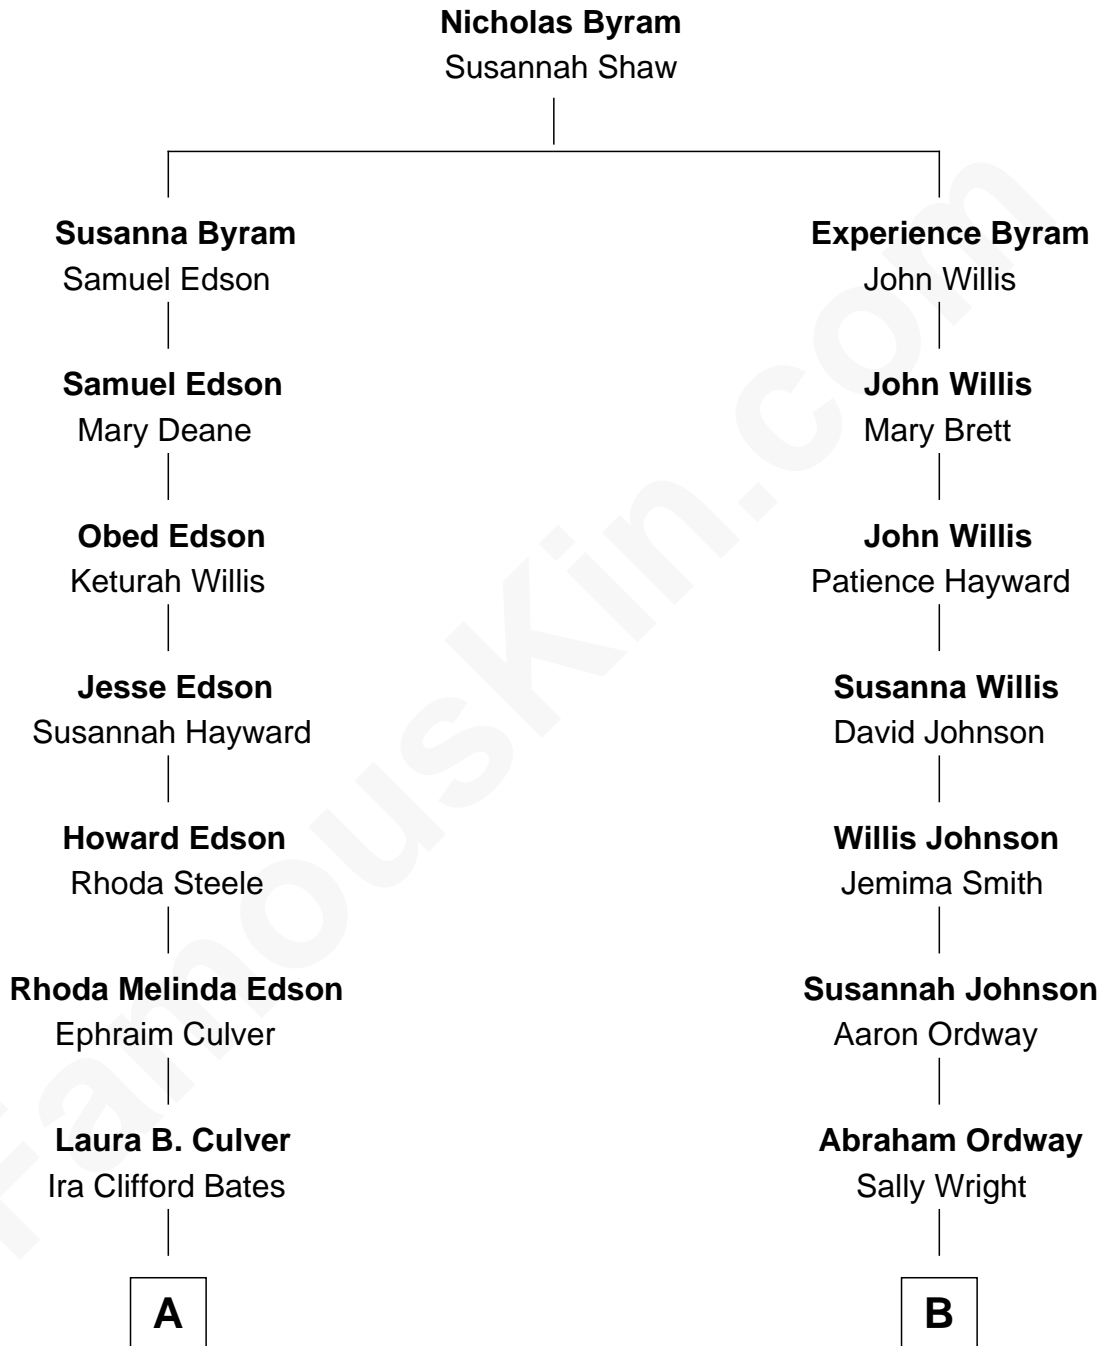 Nicholas Byram
Susannah Shaw
Susanna Byram
Samuel Edson
Experience Byram
John Willis
Samuel Edson
Mary Deane
John Willis
Mary Brett
Obed Edson
Keturah Willis
John Willis
Patience Hayward
Jesse Edson
Susannah Hayward
Susanna Willis
David Johnson
Howard Edson
Rhoda Steele
Willis Johnson
Jemima Smith
Rhoda Melinda Edson
Ephraim Culver
Susannah Johnson
Aaron Ordway
Laura B. Culver
Ira Clifford Bates
Abraham Ordway
Sally Wright
A
B
FamousKin.com